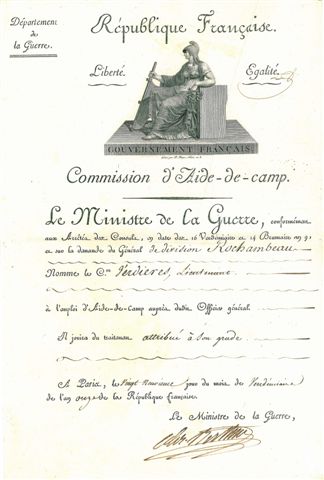 Département
de
la Guerre.
République Française.
Liberté.
Egalité.
GOUVERNEMENT FRANÇAIS.
Commission d'Aide-de-camp.
Le Ministre de la Guerre, conformément
aux Arrêtés des Consuls, en date des 16 Vendémiaire et 14 Brumaire an 9,
et sur la demande du Général de division Rochambeau
Nomme le C.en Verdières, Lieutenant
à l'emploi d'Aide-de-Camp auprès dudit Officier général.
Il jouira du traitement attribué à son grade
A Paris, le Vingt Neuvième jour du mois de Vendémiaire
de l'an onze de la République française.
Le Ministre de la Guerre,